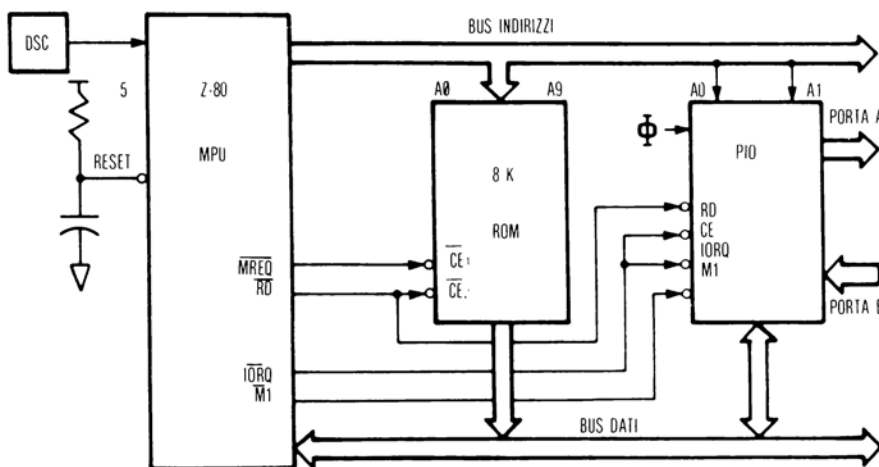 DSC
BUS INDIRIZZI
5
Z-80
MPU
RESET
A0 A9
8 K
ROM
Φ
A0 A1
PIO
PORTA A
RD
CE
IORQ
M1
PORTA B
MREQ
RD
CE1
CE2
IORQ
M1
BUS DATI